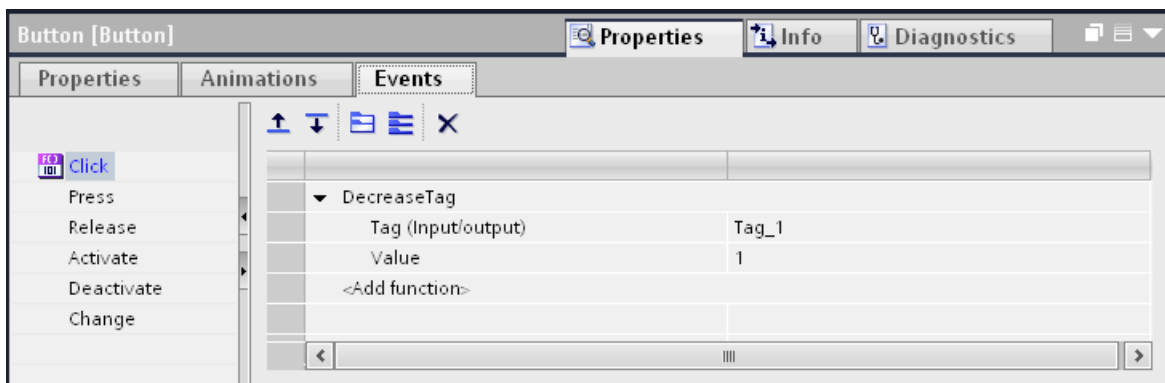 Button [Button]
Properties
Info
Diagnostics
Properties
Animations
Events
Click
Press
Release
Activate
Deactivate
Change
DecreaseTag
Tag (Input/output) Tag_1
Value 1
<Add function>